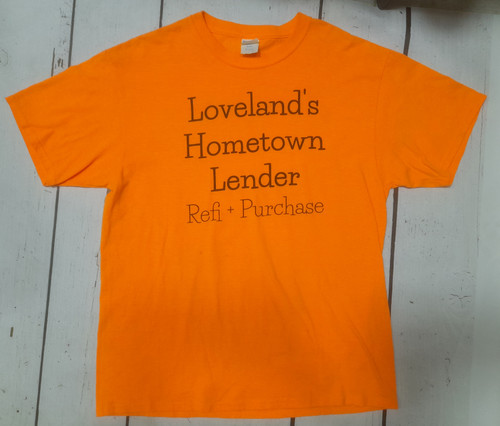 Loveland's
Hometown
Lender
Refi + Purchase